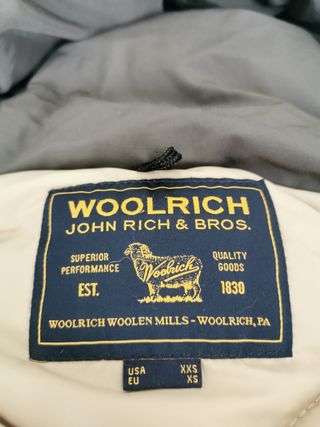 WOOLRICH
JOHN RICH & BROS.
SUPERIOR PERFORMANCE
Woolrich
QUALITY GOODS
EST. 1830
WOOLRICH WOOLEN MILLS - WOOLRICH, PA
USA XXS
EU XS